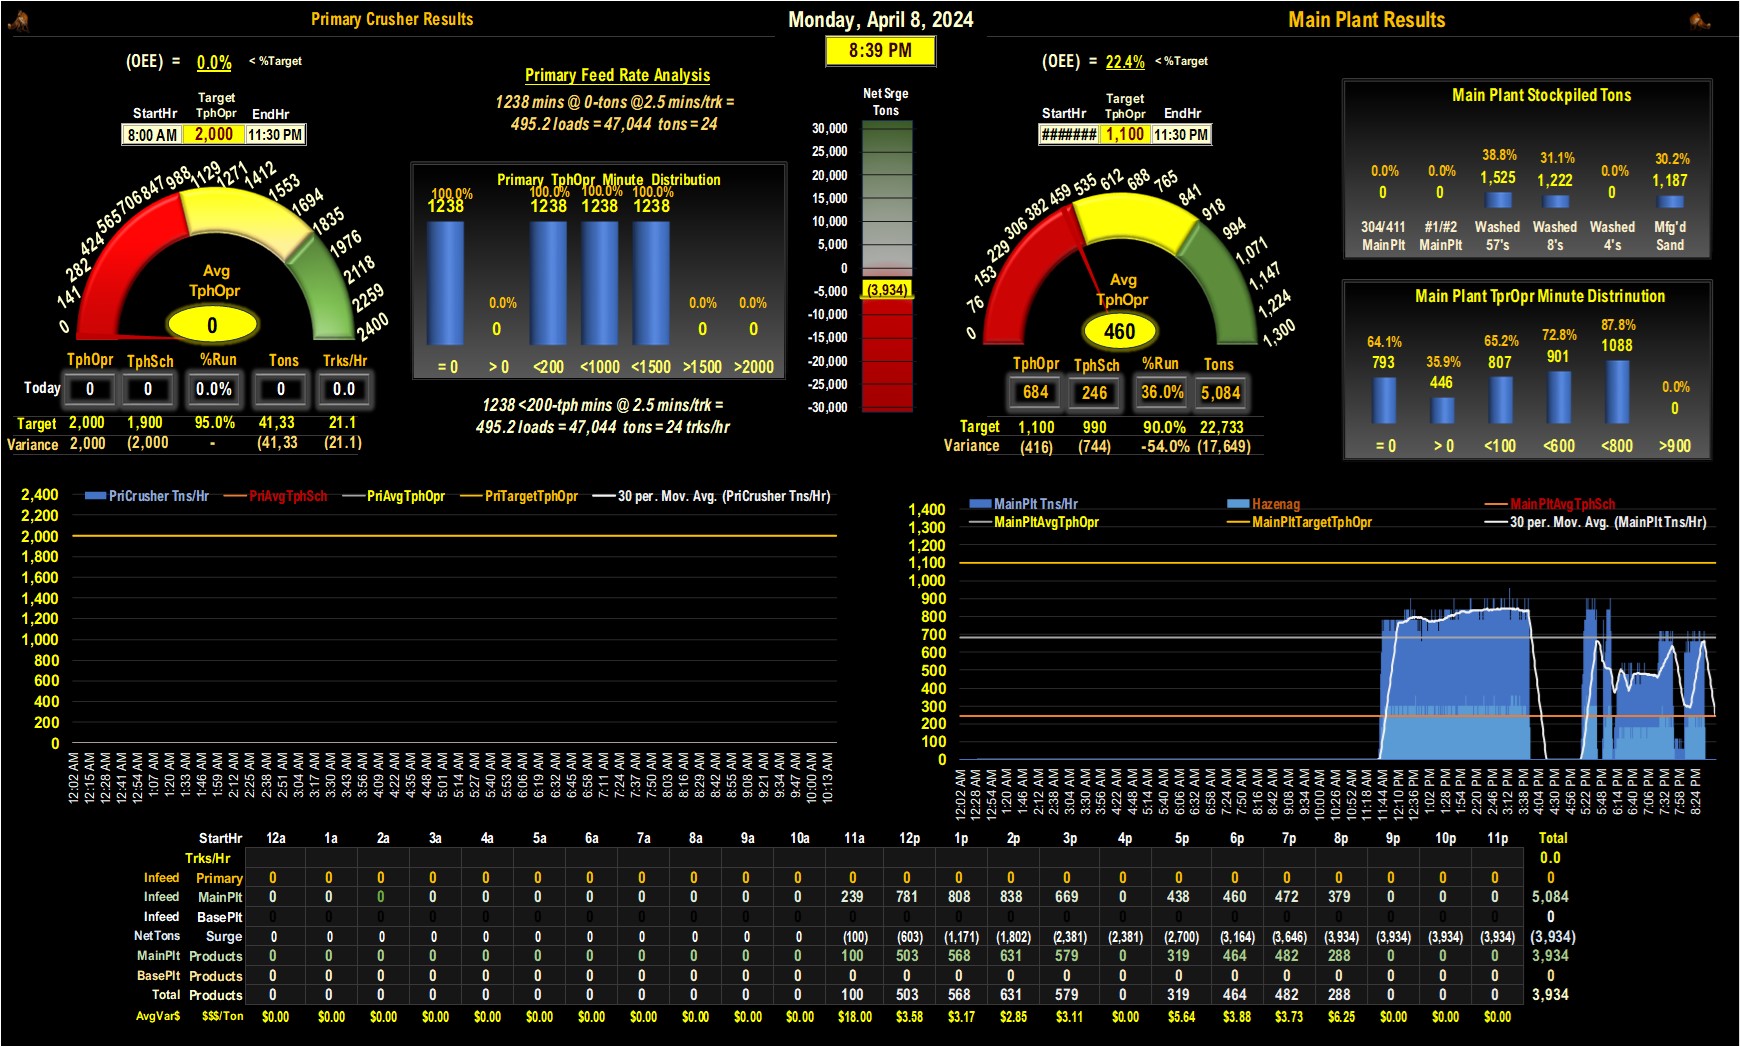 Primary Crusher Results
Monday, April 8, 2024
Main Plant Results
8:39 PM
(OEE) = 0.0% < %Target
StartHr Target TphOpr EndHr
8:00 AM 2,000 11:30 PM
0 141 282 424 565 706 847 988 1129 1271 1412 1553 1694 1835 1976 2118 2259 2400
Avg
TphOpr
0
TphOpr TphSch %Run Tons Trks/Hr
Today 0 0 0.0% 0 0.0
Target 2,000 1,900 95.0% 41,33 21.1
Variance 2,000 (2,000 - (41,33 (21.1)
Primary Feed Rate Analysis
1238 mins @ 0-tons @2.5 mins/trk =
495.2 loads = 47,044 tons = 24
Primary TphOpr Minute Distribution
100.0% 100.0% 100.0% 100.0%
1238 1238 1238 1238
0.0% 0.0% 0.0%
0 0 0
= 0 > 0 <200 <1000 <1500 >1500 >2000
1238 <200-tph mins @ 2.5 mins/trk =
495.2 loads = 47,044 tons = 24 trks/hr
Net Srge
Tons
30,000
25,000
20,000
15,000
10,000
5,000
0
-5,000
(3,934)
-10,000
-15,000
-20,000
-25,000
-30,000
(OEE) = 22.4% < %Target
StartHr Target TphOpr EndHr
####### 1,100 11:30 PM
0 76 153 229 306 382 459 535 612 688 765 841 918 994 1,071 1,147 1,224 1,300
Avg
TphOpr
460
TphOpr TphSch %Run Tons
684 246 36.0% 5,084
Target 1,100 990 90.0% 22,733
Variance (416) (744) -54.0% (17,649)
Main Plant Stockpiled Tons
0.0% 0.0% 38.8% 31.1% 0.0% 30.2%
0 0 1,525 1,222 0 1,187
304/411 #1/#2 Washed Washed Washed Mfg'd
MainPlt MainPlt 57's 8's 4's Sand
Main Plant TprOpr Minute Distrinution
64.1% 35.9% 65.2% 72.8% 87.8% 0.0%
793 446 807 901 1088 0
= 0 > 0 <100 <600 <800 >900
PriCrusher Tns/Hr PriAvgTphSch PriAvgTphOpr PriTargetTphOpr 30 per. Mov. Avg. (PriCrusher Tns/Hr)
2,400
2,200
2,000
1,800
1,600
1,400
1,200
1,000
800
600
400
200
0
12:02 AM 12:15 AM 12:28 AM 12:41 AM 12:54 AM 1:07 AM 1:20 AM 1:33 AM 1:46 AM 1:59 AM 2:12 AM 2:25 AM 2:38 AM 2:51 AM 3:04 AM 3:17 AM 3:30 AM 3:43 AM 3:56 AM 4:09 AM 4:22 AM 4:35 AM 4:48 AM 5:01 AM 5:14 AM 5:27 AM 5:40 AM 5:53 AM 6:06 AM 6:19 AM 6:32 AM 6:45 AM 6:58 AM 7:11 AM 7:24 AM 7:37 AM 7:50 AM 8:03 AM 8:16 AM 8:29 AM 8:42 AM 8:55 AM 9:08 AM 9:21 AM 9:34 AM 9:47 AM 10:00 AM 10:13 AM
MainPlt Tns/Hr Hazenag MainPltAvgTphSch
MainPltAvgTphOpr MainPltTargetTphOpr 30 per. Mov. Avg. (MainPlt Tns/Hr)
1,400
1,300
1,200
1,100
1,000
900
800
700
600
500
400
300
200
100
0
12:02 AM 12:28 AM 12:54 AM 1:20 AM 1:46 AM 2:12 AM 2:38 AM 3:04 AM 3:30 AM 3:56 AM 4:22 AM 4:48 AM 5:14 AM 5:40 AM 6:06 AM 6:32 AM 6:58 AM 7:24 AM 7:50 AM 8:16 AM 8:42 AM 9:08 AM 9:34 AM 10:00 AM 10:26 AM 10:52 AM 11:18 AM 11:44 AM 12:10 PM 12:36 PM 1:02 PM 1:28 PM 1:54 PM 2:20 PM 2:46 PM 3:12 PM 3:38 PM 4:04 PM 4:30 PM 4:56 PM 5:22 PM 5:48 PM 6:14 PM 6:40 PM 7:06 PM 7:32 PM 7:58 PM 8:24 PM
StartHr 12a 1a 2a 3a 4a 5a 6a 7a 8a 9a 10a 11a 12p 1p 2p 3p 4p 5p 6p 7p 8p 9p 10p 11p Total
Trks/Hr 0.0
Infeed Primary 0 0 0 0 0 0 0 0 0 0 0 0 0 0 0 0 0 0 0 0 0 0 0 0 0
Infeed MainPlt 0 0 0 0 0 0 0 0 0 0 0 239 781 808 838 669 0 438 460 472 379 0 0 0 5,084
Infeed BasePlt 0 0 0 0 0 0 0 0 0 0 0 0 0 0 0 0 0 0 0 0 0 0 0 0 0
NetTons Surge 0 0 0 0 0 0 0 0 0 0 0 (100) (603) (1,171) (1,802) (2,381) (2,381) (2,700) (3,164) (3,646) (3,934) (3,934) (3,934) (3,934) (3,934)
MainPlt Products 0 0 0 0 0 0 0 0 0 0 0 100 503 568 631 579 0 319 464 482 288 0 0 0 3,934
BasePlt Products 0 0 0 0 0 0 0 0 0 0 0 0 0 0 0 0 0 0 0 0 0 0 0 0 0
Total Products 0 0 0 0 0 0 0 0 0 0 0 100 503 568 631 579 0 319 464 482 288 0 0 0 3,934
AvgVar$ $$$/Ton $0.00 $0.00 $0.00 $0.00 $0.00 $0.00 $0.00 $0.00 $0.00 $0.00 $0.00 $18.00 $3.58 $3.17 $2.85 $3.11 $0.00 $5.64 $3.88 $3.73 $6.25 $0.00 $0.00 $0.00